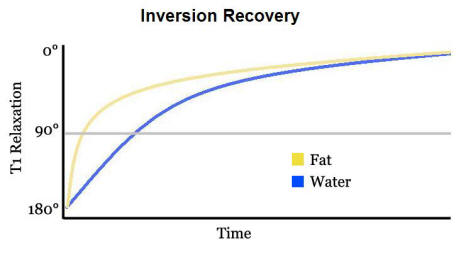 Inversion Recovery
0°
90°
180°
T1 Relaxation
Fat
Water
Time